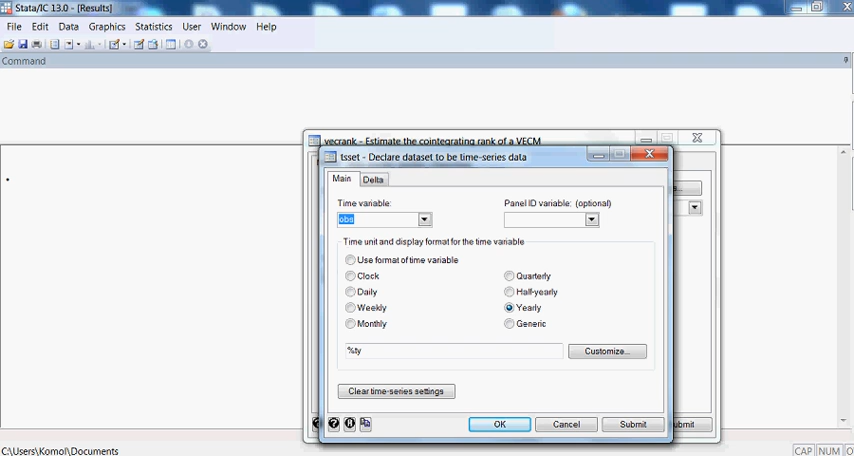 Stata/IC 13.0 - [Results]
File Edit Data Graphics Statistics User Window Help
Command
.
vecrank - Estimate the cointegrating rank of a VECM
tsset - Declare dataset to be time-series data
Main Delta
Time variable:
Panel ID variable: (optional)
obs
Time unit and display format for the time variable
Use format of time variable
Clock
Quarterly
Daily
Half-yearly
Weekly
Yearly
Monthly
Generic
%ty
Customize...
Clear time-series settings
OK Cancel Submit
ubmit
C:\Users\Komol\Documents
CAP NUM O